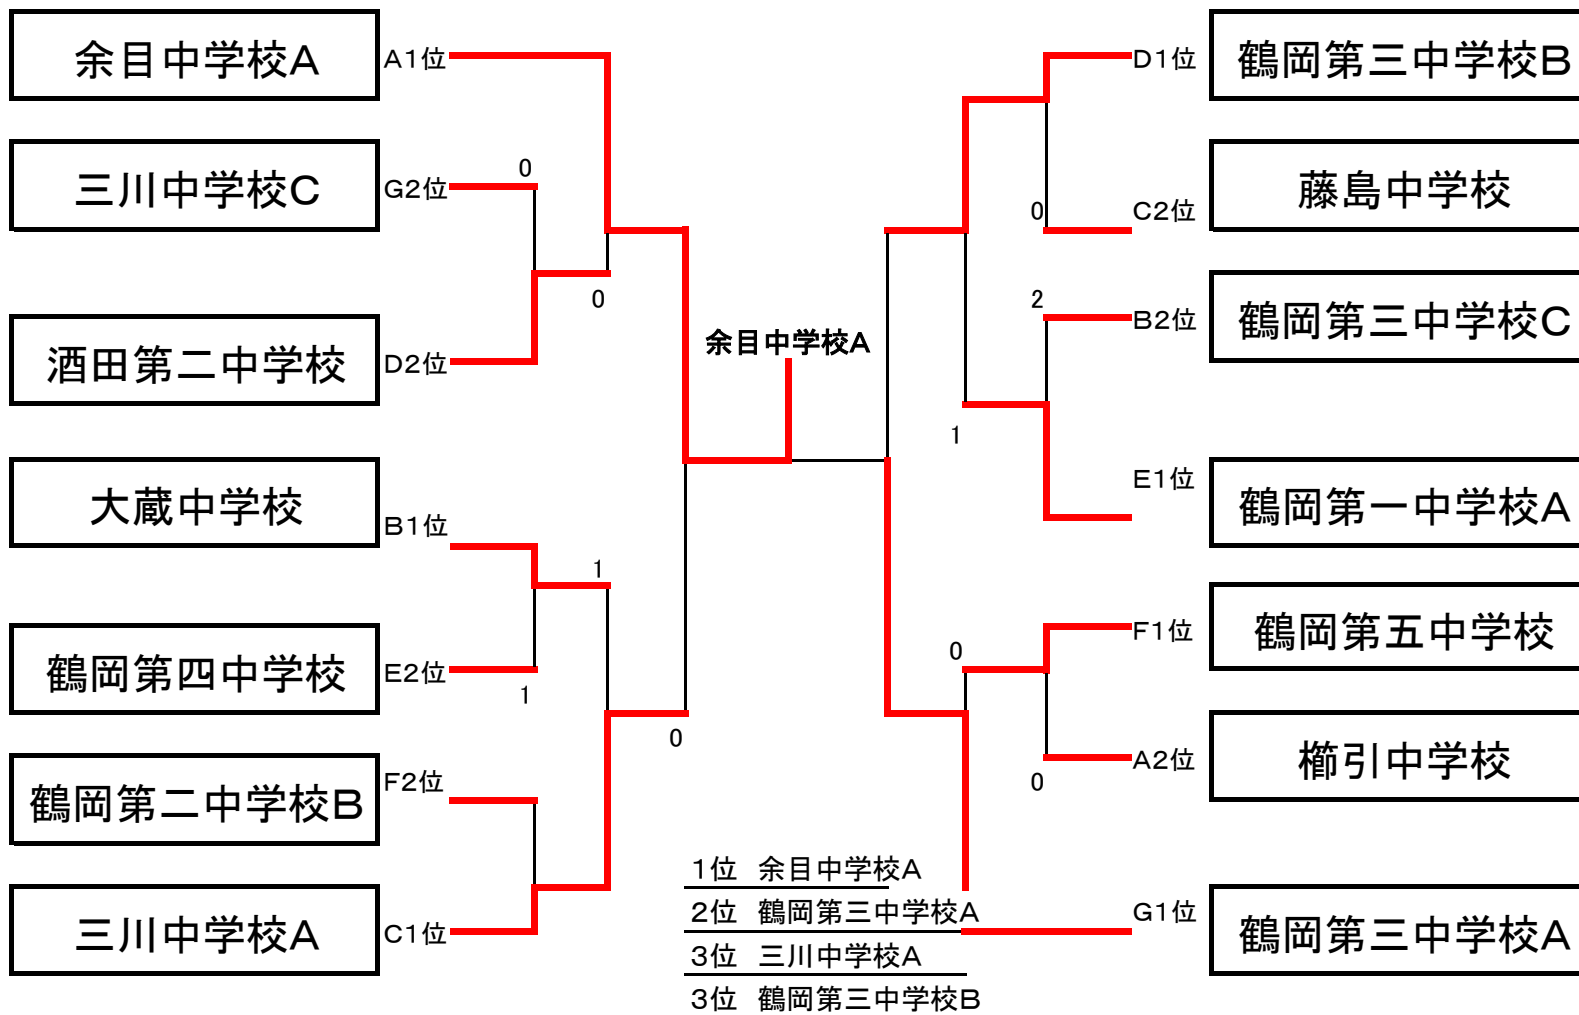 余目中学校A
A1位
三川中学校C
G2位
0
酒田第二中学校
D2位
0
大蔵中学校
B1位
1
鶴岡第四中学校
E2位
1
鶴岡第二中学校B
F2位
0
三川中学校A
C1位
余目中学校A
D1位
鶴岡第三中学校B
0
C2位
藤島中学校
2
B2位
鶴岡第三中学校C
1
E1位
鶴岡第一中学校A
0
F1位
鶴岡第五中学校
0
A2位
櫛引中学校
G1位
鶴岡第三中学校A
1位 余目中学校A
2位 鶴岡第三中学校A
3位 三川中学校A
3位 鶴岡第三中学校B